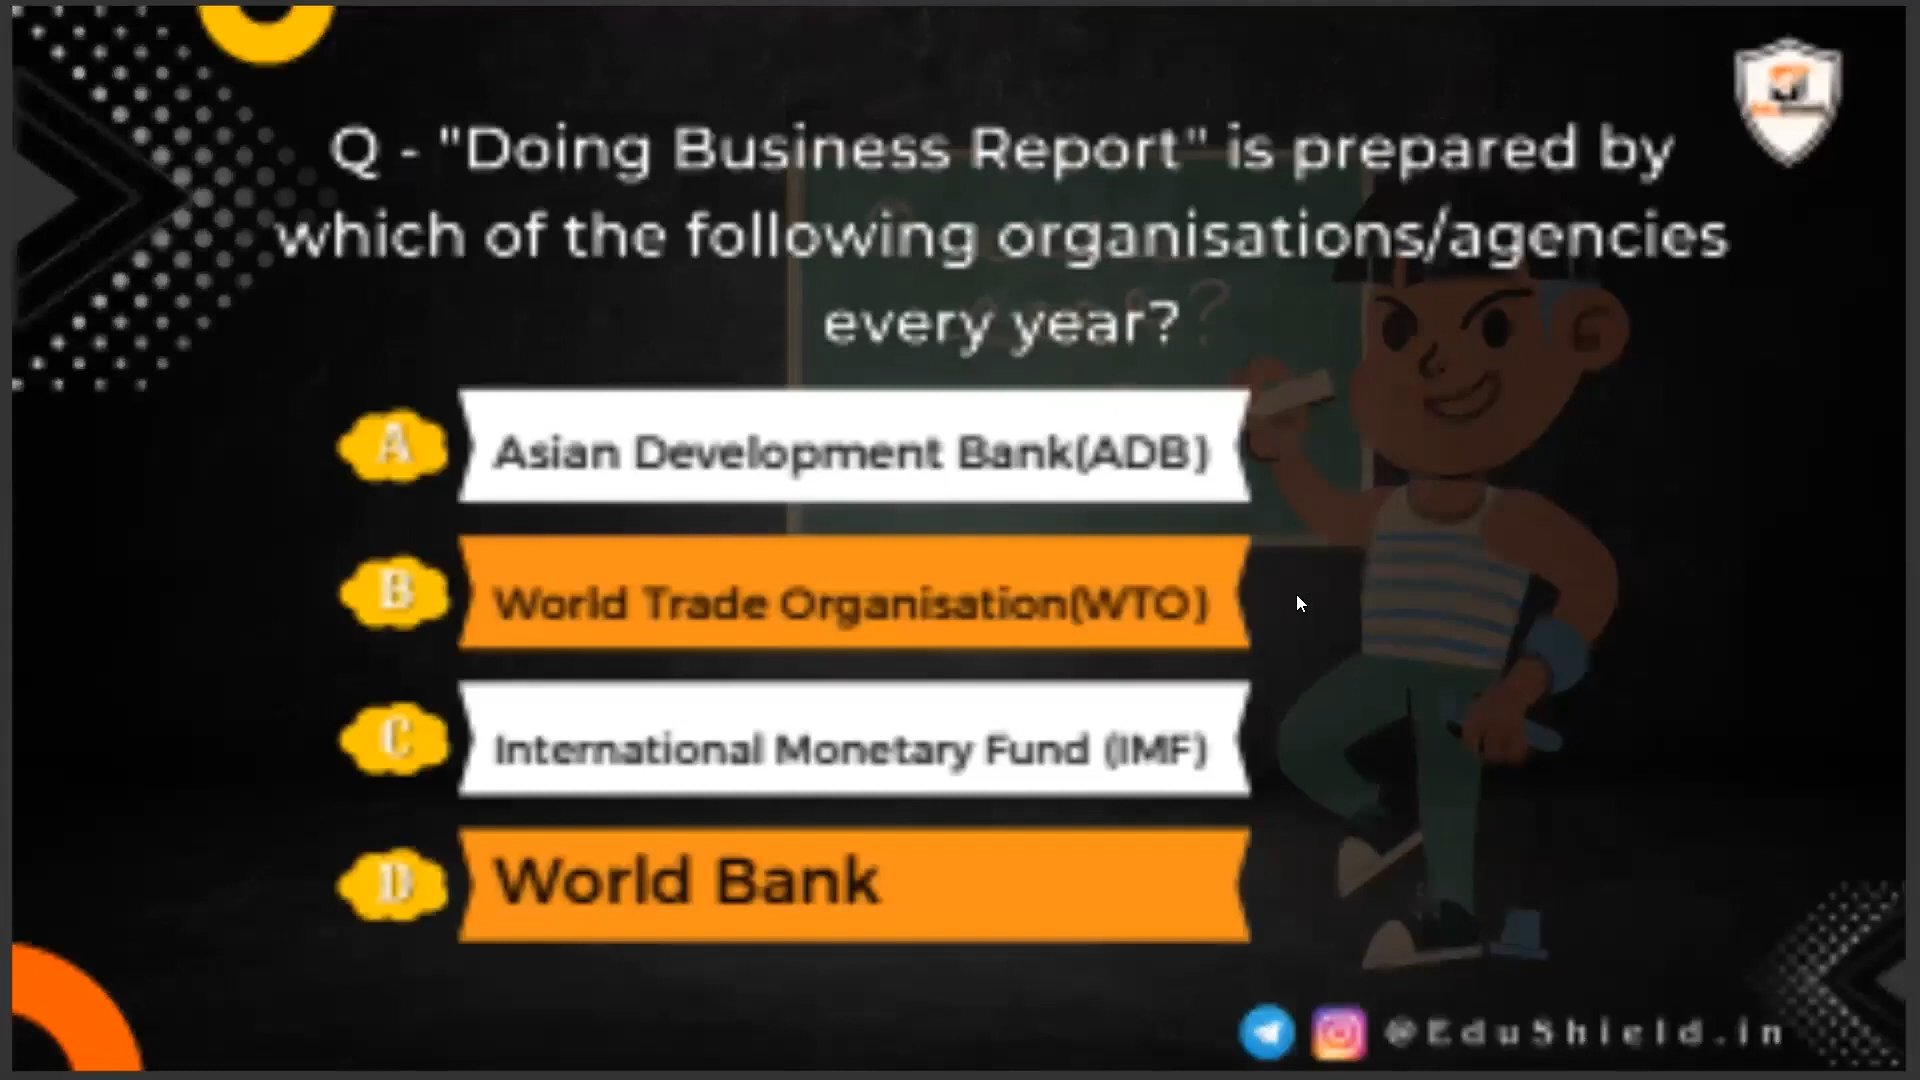 Q - "Doing Business Report" is prepared by
which of the following organisations/agencies
every year?
A
Asian Development Bank(ADB)
B
World Trade Organisation(WTO)
C
International Monetary Fund (IMF)
D
World Bank
@EduShield.in